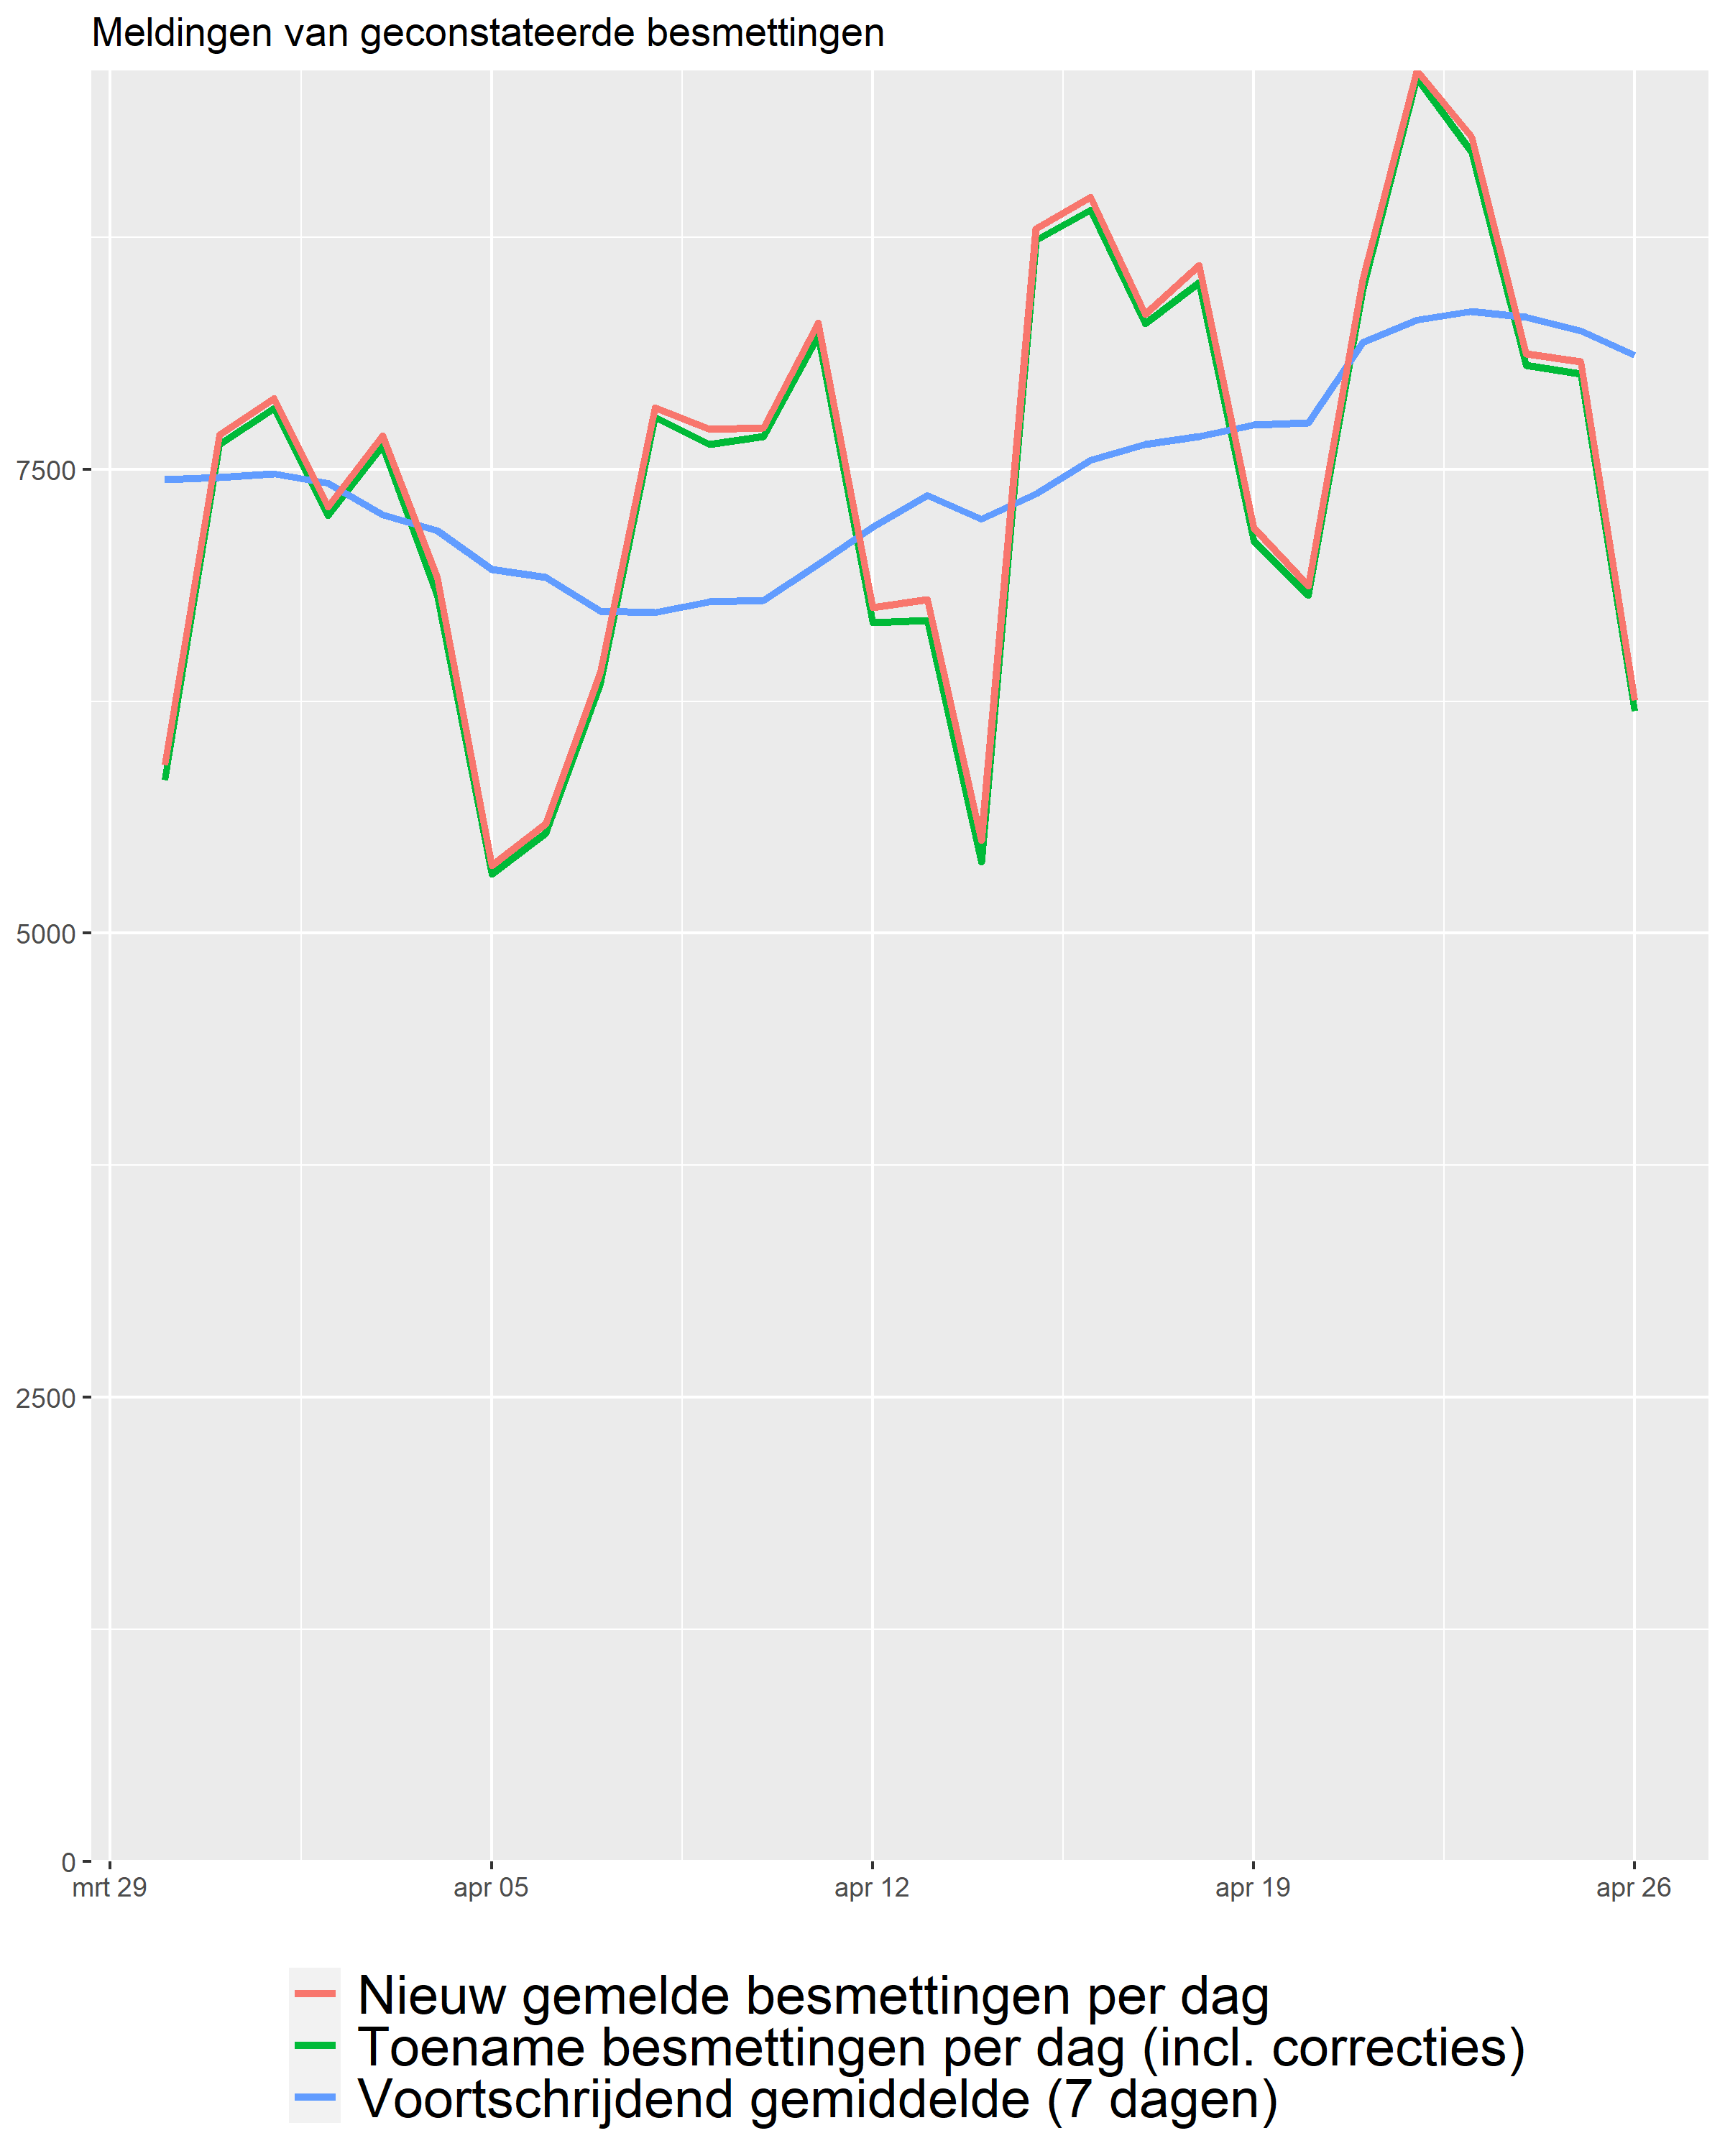 Meldingen van geconstateerde besmettingen
7500
5000
2500
0
mrt 29 apr 05 apr 12 apr 19 apr 26
Nieuw gemelde besmettingen per dag
Toename besmettingen per dag (incl. correcties)
Voortschrijdend gemiddelde (7 dagen)